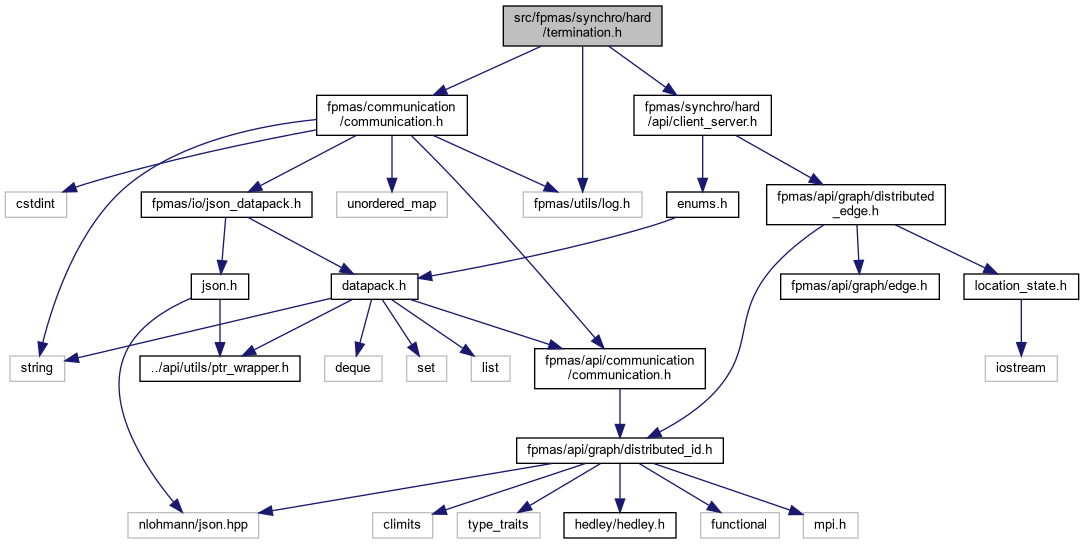 src/fpmas/synchro/hard
/termination.h
fpmas/communication
/communication.h
fpmas/synchro/hard
/api/client_server.h
cstdint
fpmas/io/json_datapack.h
unordered_map
fpmas/utils/log.h
enums.h
fpmas/api/graph/distributed
_edge.h
json.h
datapack.h
fpmas/api/graph/edge.h
location_state.h
string
../api/utils/ptr_wrapper.h
deque
set
list
fpmas/api/communication
/communication.h
iostream
fpmas/api/graph/distributed_id.h
nlohmann/json.hpp
climits
type_traits
hedley/hedley.h
functional
mpi.h